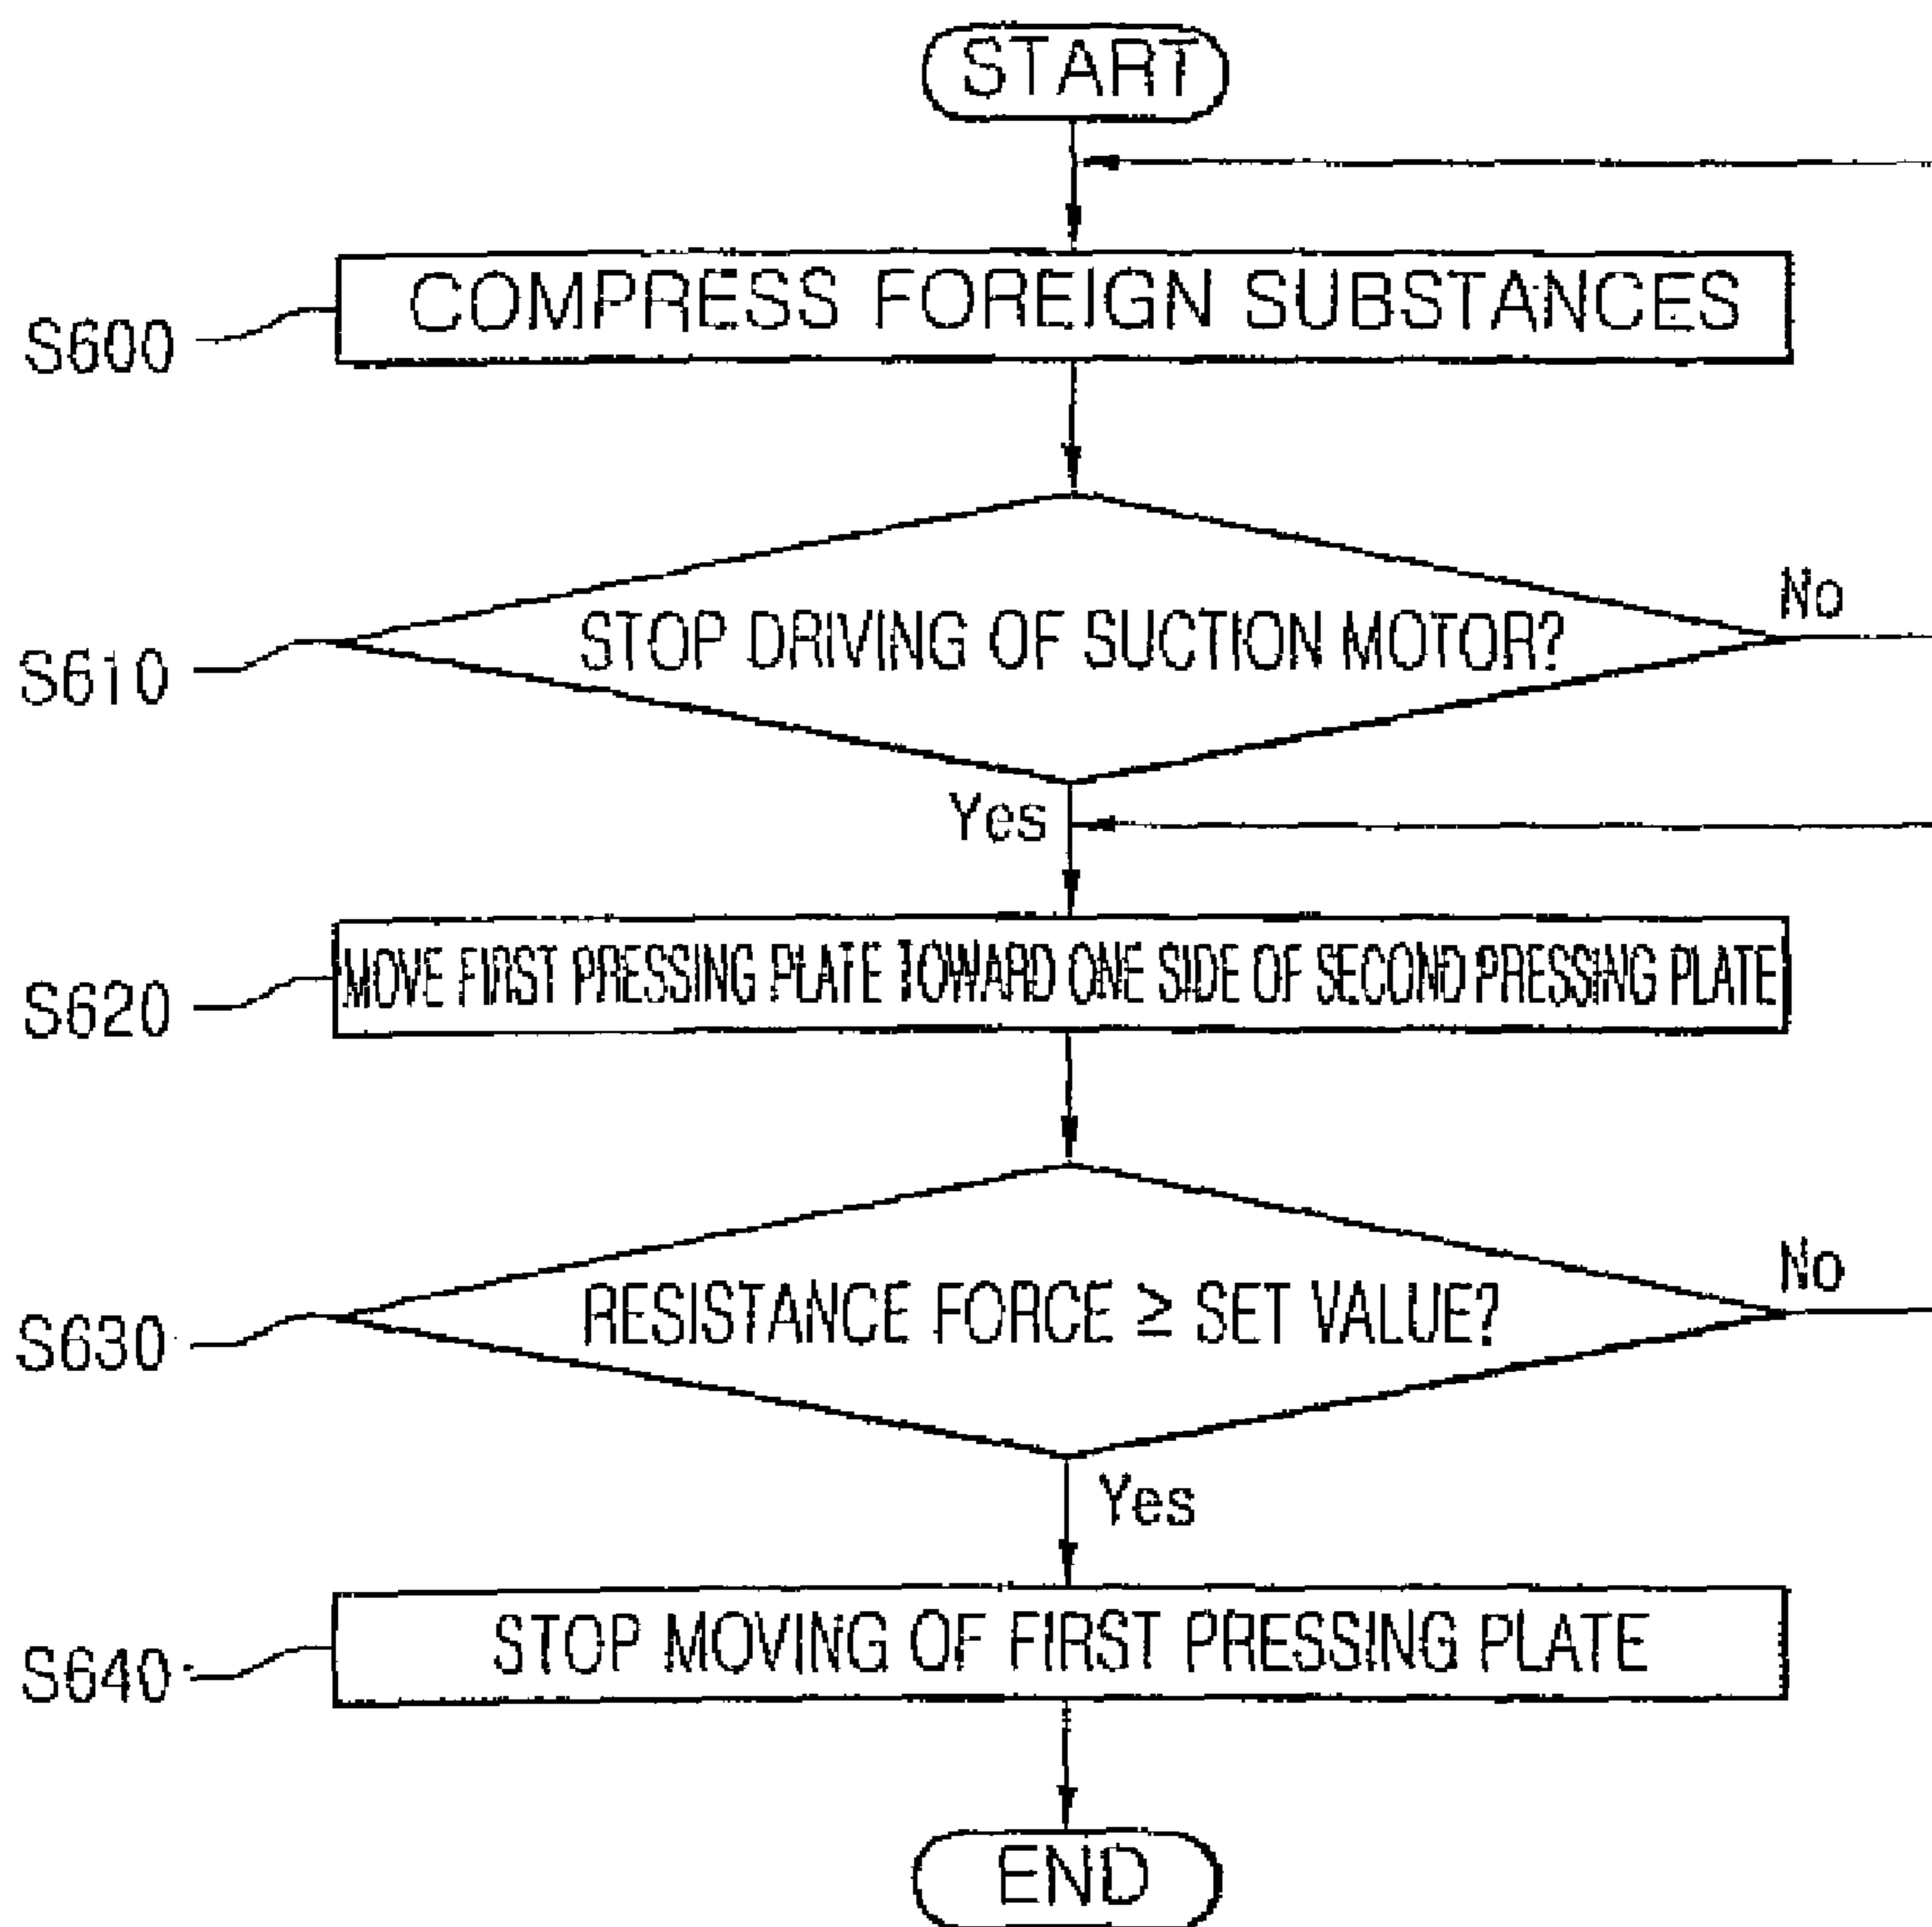 START
COMPRESS FOREIGN SUBSTANCES
S600
STOP DRIVING OF SUCTION MOTOR?
No
S610
Yes
MOVE FIRST PRESSING PLATE TOWARD ONE SIDE OF SECOND PRESSING PLATE
S620
RESISTANCE FORCE ≥ SET VALUE?
No
S630
Yes
STOP MOVING OF FIRST PRESSING PLATE
S640
END